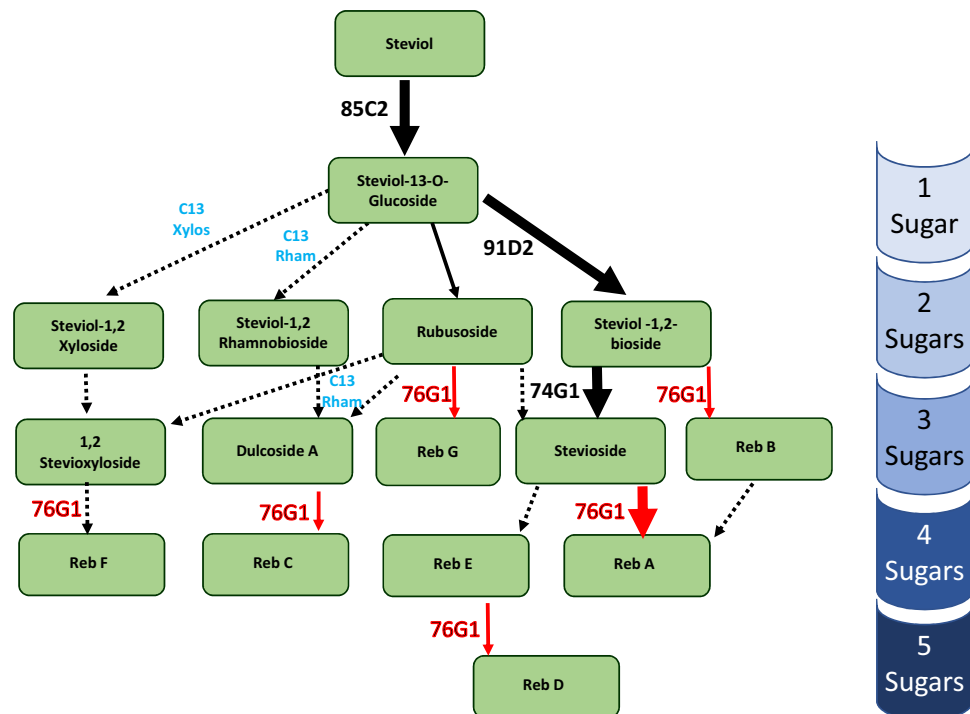 Steviol
85C2
1
Sugar
Steviol-13-O-
Glucoside
C13
Xylos
C13
Rham
91D2
2
Sugars
Steviol-1,2
Xyloside
Steviol-1,2
Rhamnobioside
Rubusoside
Steviol -1,2-
bioside
C13
Rham
76G1
74G1
76G1
3
Sugars
1,2
Stevioxyloside
Dulcoside A
Reb G
Stevioside
Reb B
76G1
76G1
76G1
4
Sugars
Reb F
Reb C
Reb E
Reb A
76G1
5
Sugars
Reb D